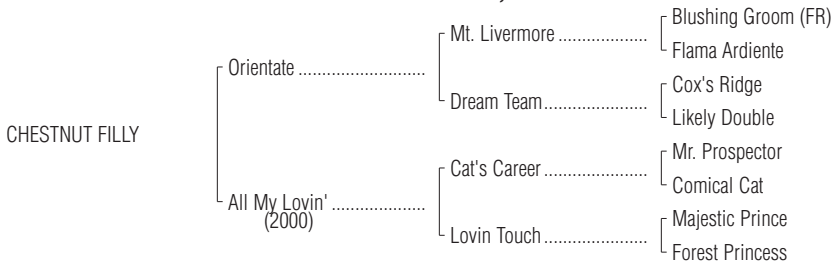 Blushing Groom (FR)
Mt. Livermore ....................
Flama Ardiente
Orientate ............................
Cox's Ridge
Dream Team.......................
Likely Double
CHESTNUT FILLY
Mr. Prospector
Cat's Career.......................
Comical Cat
All My Lovin' .....................
(2000)
Majestic Prince
Lovin Touch.......................
Forest Princess